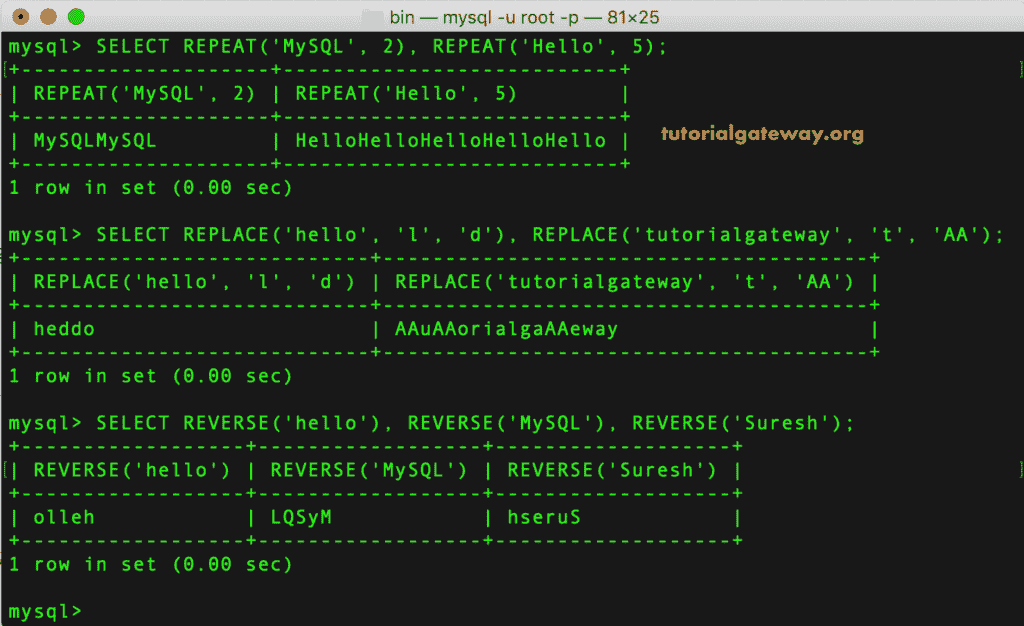 bin — mysql -u root -p — 81×25
mysql> SELECT REPEAT('MySQL', 2), REPEAT('Hello', 5);
+--------------------+---------------------------+
| REPEAT('MySQL', 2) | REPEAT('Hello', 5)        |
+--------------------+---------------------------+
| MySQLMySQL         | HelloHelloHelloHelloHello |
+--------------------+---------------------------+
tutorialgateway.org
1 row in set (0.00 sec)
mysql> SELECT REPLACE('hello', 'l', 'd'), REPLACE('tutorialgateway', 't', 'AA');
+----------------------------+---------------------------------------+
| REPLACE('hello', 'l', 'd') | REPLACE('tutorialgateway', 't', 'AA') |
+----------------------------+---------------------------------------+
| heddo                      | AAuAAorialgaAAeway                    |
+----------------------------+---------------------------------------+
1 row in set (0.00 sec)
mysql> SELECT REVERSE('hello'), REVERSE('MySQL'), REVERSE('Suresh');
+------------------+------------------+-------------------+
| REVERSE('hello') | REVERSE('MySQL') | REVERSE('Suresh') |
+------------------+------------------+-------------------+
| olleh            | LQSyM            | hseruS            |
+------------------+------------------+-------------------+
1 row in set (0.00 sec)
mysql>